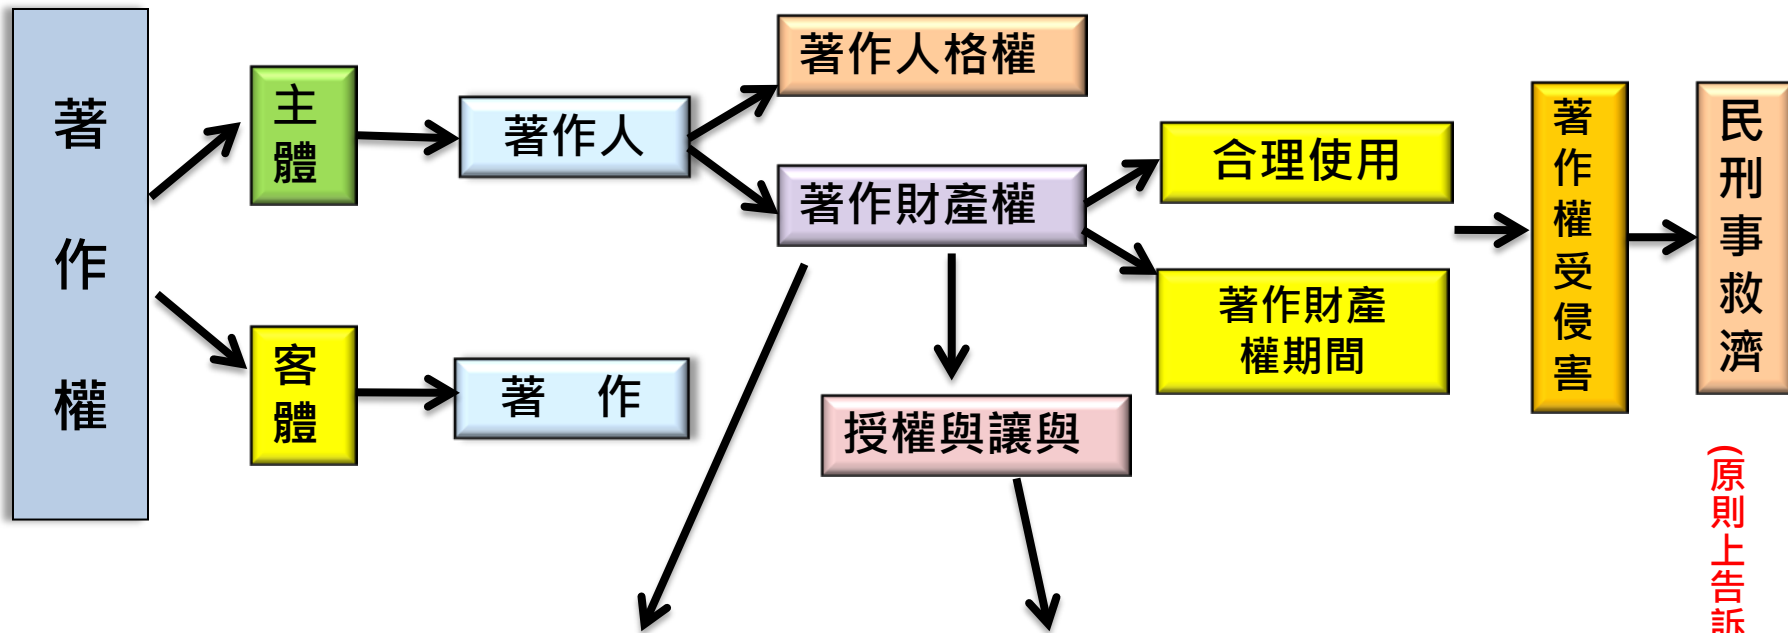 著作權
主體
客體
著作人
著 作
著作人格權
著作財產權
授權與讓與
合理使用
著作財產
權期間
著作權受侵害
民刑事救濟
(原則上告訴